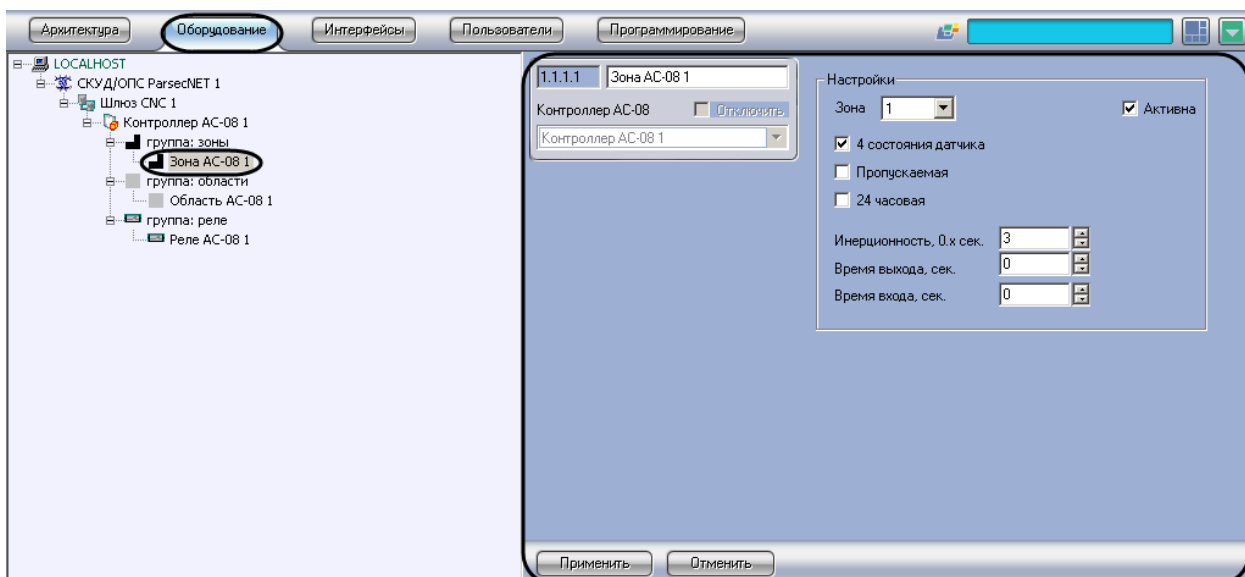 Архитектура
Оборудование
Интерфейсы
Пользователи
Программирование
LOCALHOST
СКУД/ОПС ParsecNET 1
Шлюз CNC 1
Контроллер AC-08 1
группа: зоны
Зона AC-08 1
группа: области
Область AC-08 1
группа: реле
Реле AC-08 1
1.1.1.1
Зона AC-08 1
Контроллер AC-08
Отключить
Контроллер AC-08 1
Настройки
Зона 1
Активна
4 состояния датчика
Пропускаемая
24 часовая
Инерционность, 0.x сек. 3
Время выхода, сек. 0
Время входа, сек. 0
Применить
Отменить